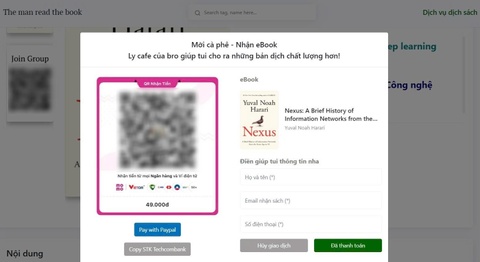 The man read the book
Search tag, name here...
Dịch vụ dịch sách
Mời cà phê - Nhận eBook
Ly cafe của bro giúp tui cho ra những bản dịch chất lượng hơn!
Join Group
ep learning
Công nghệ
QR Nhận Tiền
Nhận tiền từ mọi Ngân hàng và Ví điện tử
49.000đ
Pay with Paypal
Copy STK Techcombank
eBook
Yuval Noah
Harari
Nexus
Nexus: A Brief History of
Information Networks from the...
Yuval Noah Harari
Điền giúp tui thông tin nha
Họ và tên (*)
Email nhận sách (*)
Số điện thoại (*)
Hủy giao dịch
Đã thanh toán
Nội dung